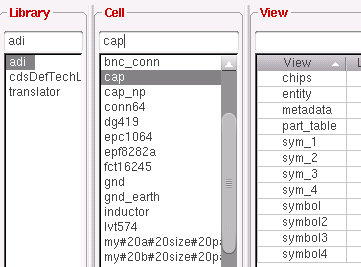 Library
Cell
View
adi
cap
adi
cdsDefTechL
translator
bnc_conn
cap
cap_np
conn64
dg419
epc1064
epf8282a
fct16245
gnd
gnd_earth
inductor
lvt574
my#20a#20size#20pa
my#20b#20size#20pa
View
L
chips
entity
metadata
part_table
sym_1
sym_2
sym_3
sym_4
symbol
symbol2
symbol3
symbol4